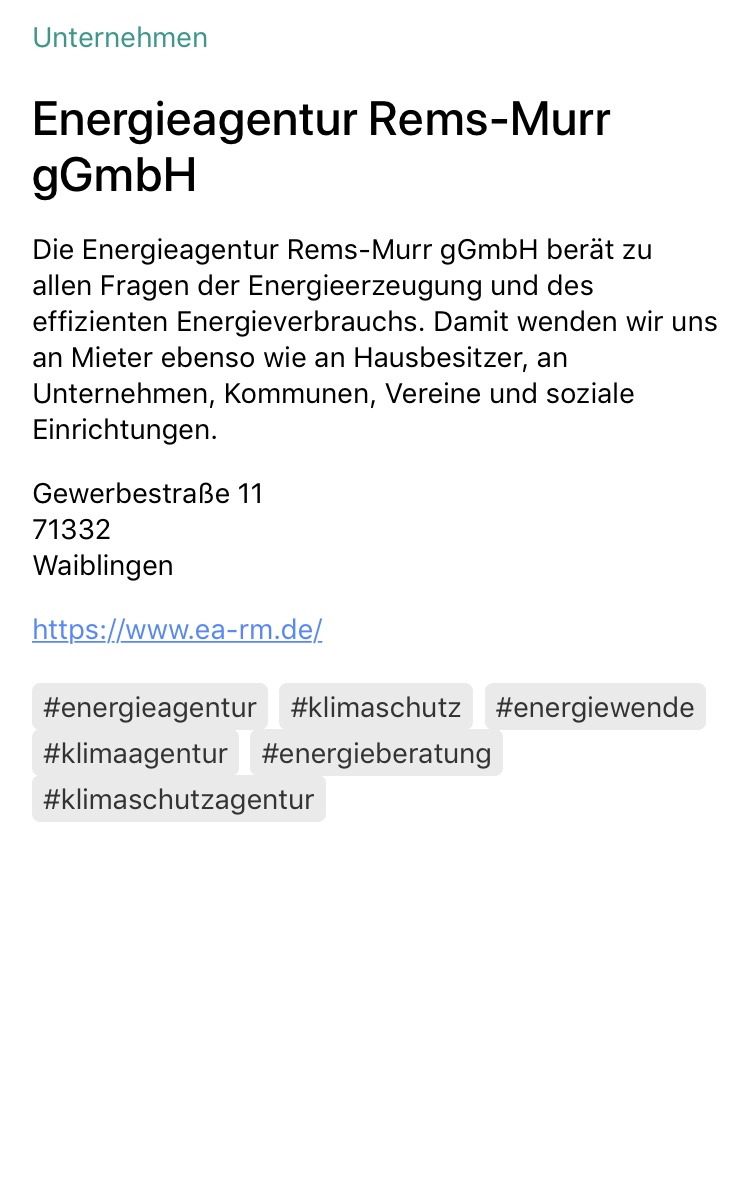 Unternehmen
Energieagentur Rems-Murr
gGmbH
Die Energieagentur Rems-Murr gGmbH berät zu
allen Fragen der Energieerzeugung und des
effizienten Energieverbrauchs. Damit wenden wir uns
an Mieter ebenso wie an Hausbesitzer, an
Unternehmen, Kommunen, Vereine und soziale
Einrichtungen.
Gewerbestraße 11
71332
Waiblingen
https://www.ea-rm.de/
#energieagentur #klimaschutz #energiewende
#klimaagentur #energieberatung
#klimaschutzagentur